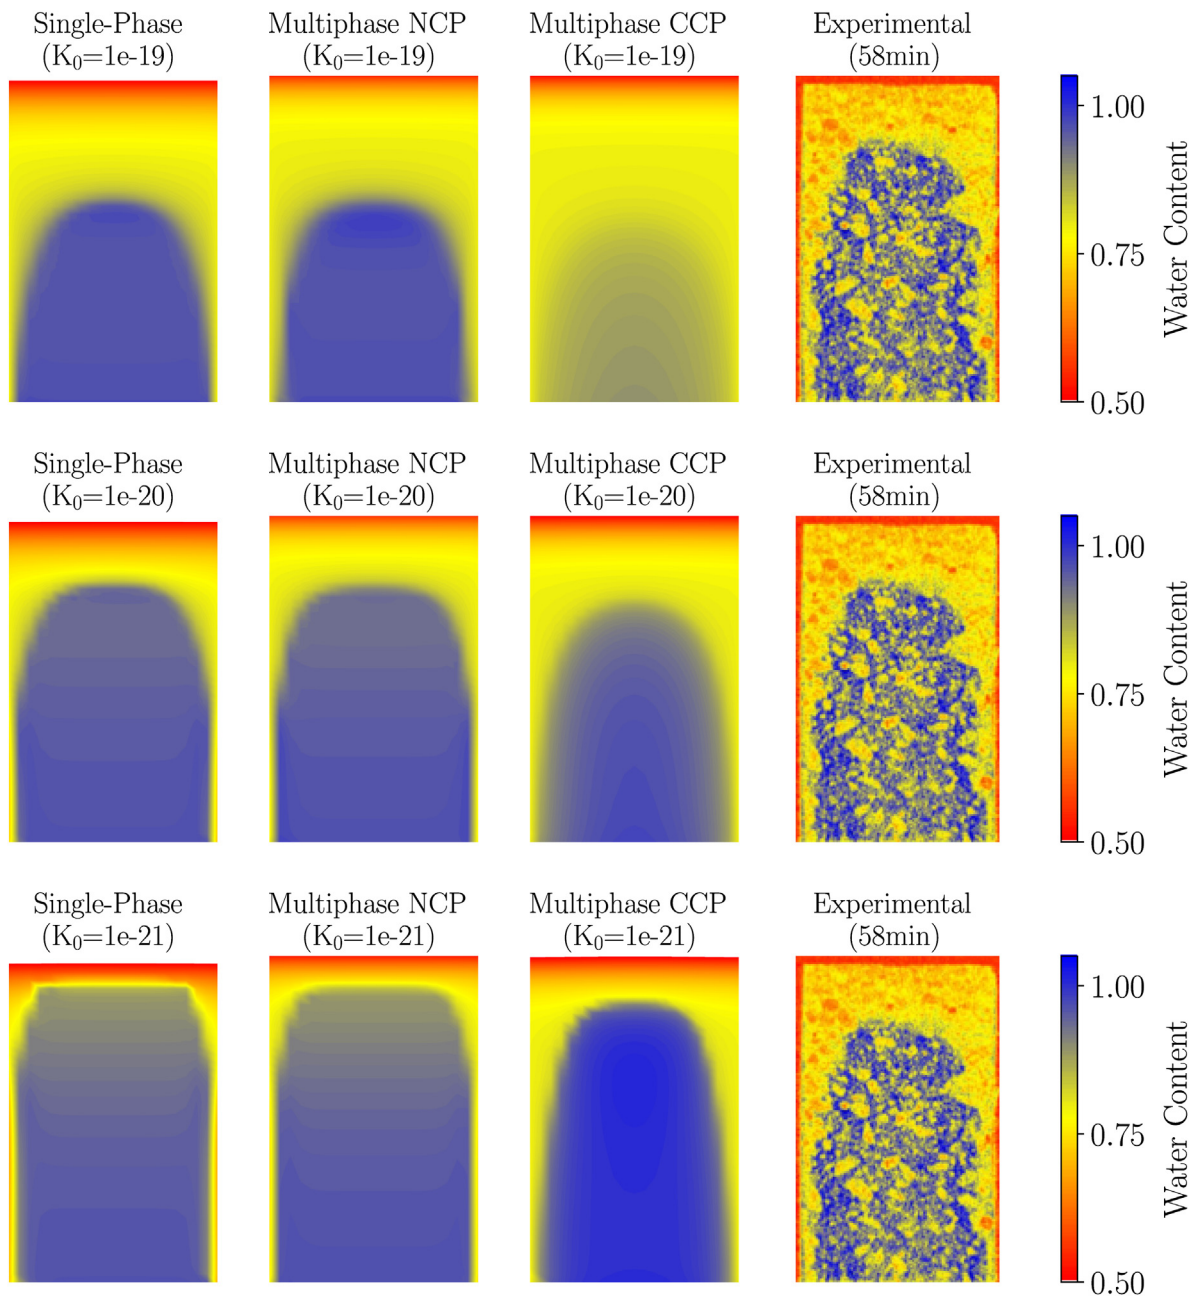 Single-Phase
(K₀=1e-19)
Multiphase NCP
(K₀=1e-19)
Multiphase CCP
(K₀=1e-19)
Experimental
(58min)
1.00
0.75
0.50
Water Content
Single-Phase
(K₀=1e-20)
Multiphase NCP
(K₀=1e-20)
Multiphase CCP
(K₀=1e-20)
Experimental
(58min)
1.00
0.75
0.50
Water Content
Single-Phase
(K₀=1e-21)
Multiphase NCP
(K₀=1e-21)
Multiphase CCP
(K₀=1e-21)
Experimental
(58min)
1.00
0.75
0.50
Water Content